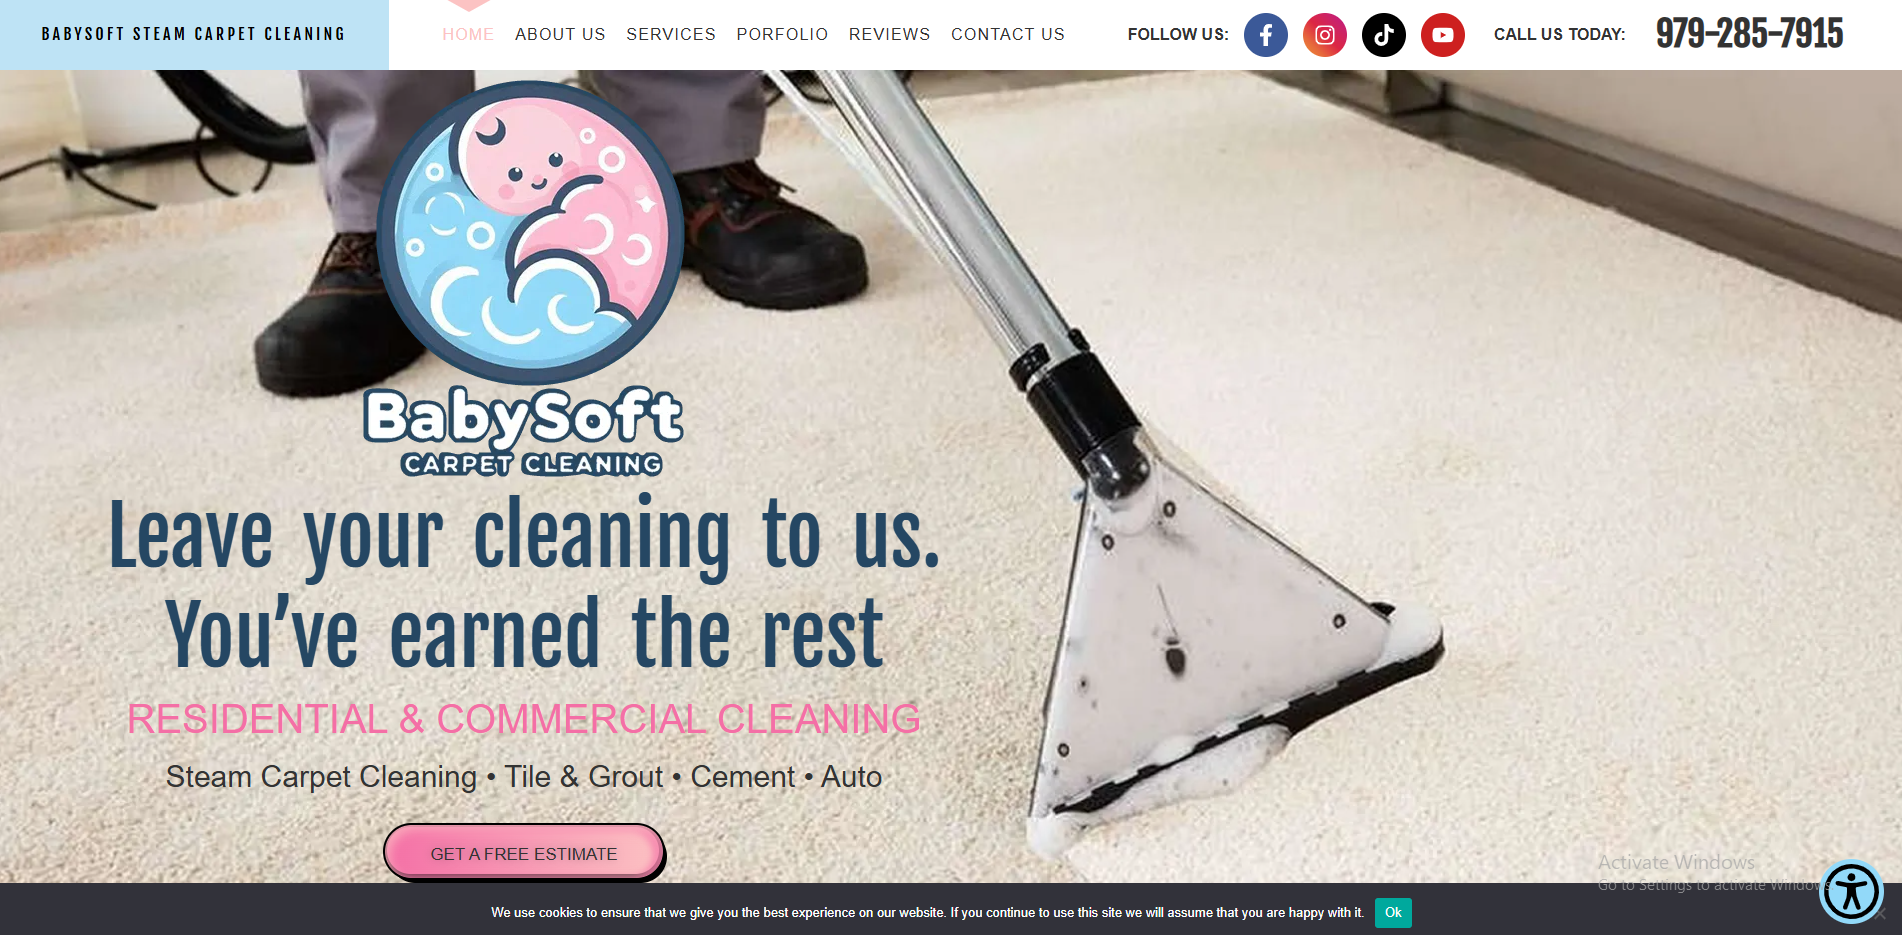 BABYSOFT STEAM CARPET CLEANING
HOME ABOUT US SERVICES PORFOLIO REVIEWS CONTACT US
FOLLOW US:
CALL US TODAY: 979-285-7915
BabySoft
CARPET CLEANING
Leave your cleaning to us.
You’ve earned the rest
RESIDENTIAL & COMMERCIAL CLEANING
Steam Carpet Cleaning • Tile & Grout • Cement • Auto
GET A FREE ESTIMATE
Activate Windows
Go to Settings to activate Windows
We use cookies to ensure that we give you the best experience on our website. If you continue to use this site we will assume that you are happy with it. Ok